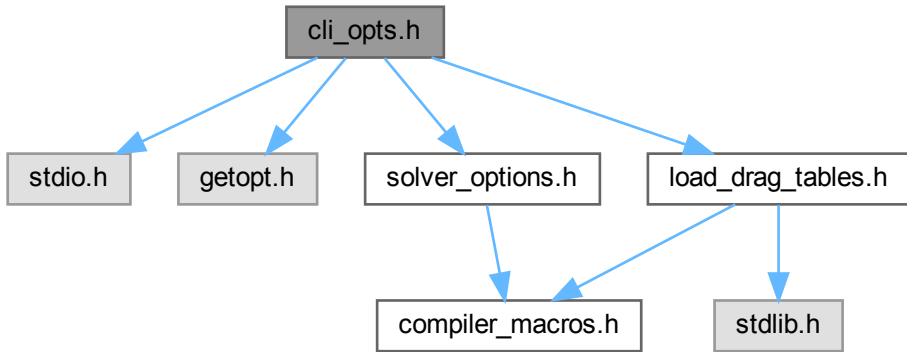 cli_opts.h
stdio.h
getopt.h
solver_options.h
load_drag_tables.h
compiler_macros.h
stdlib.h